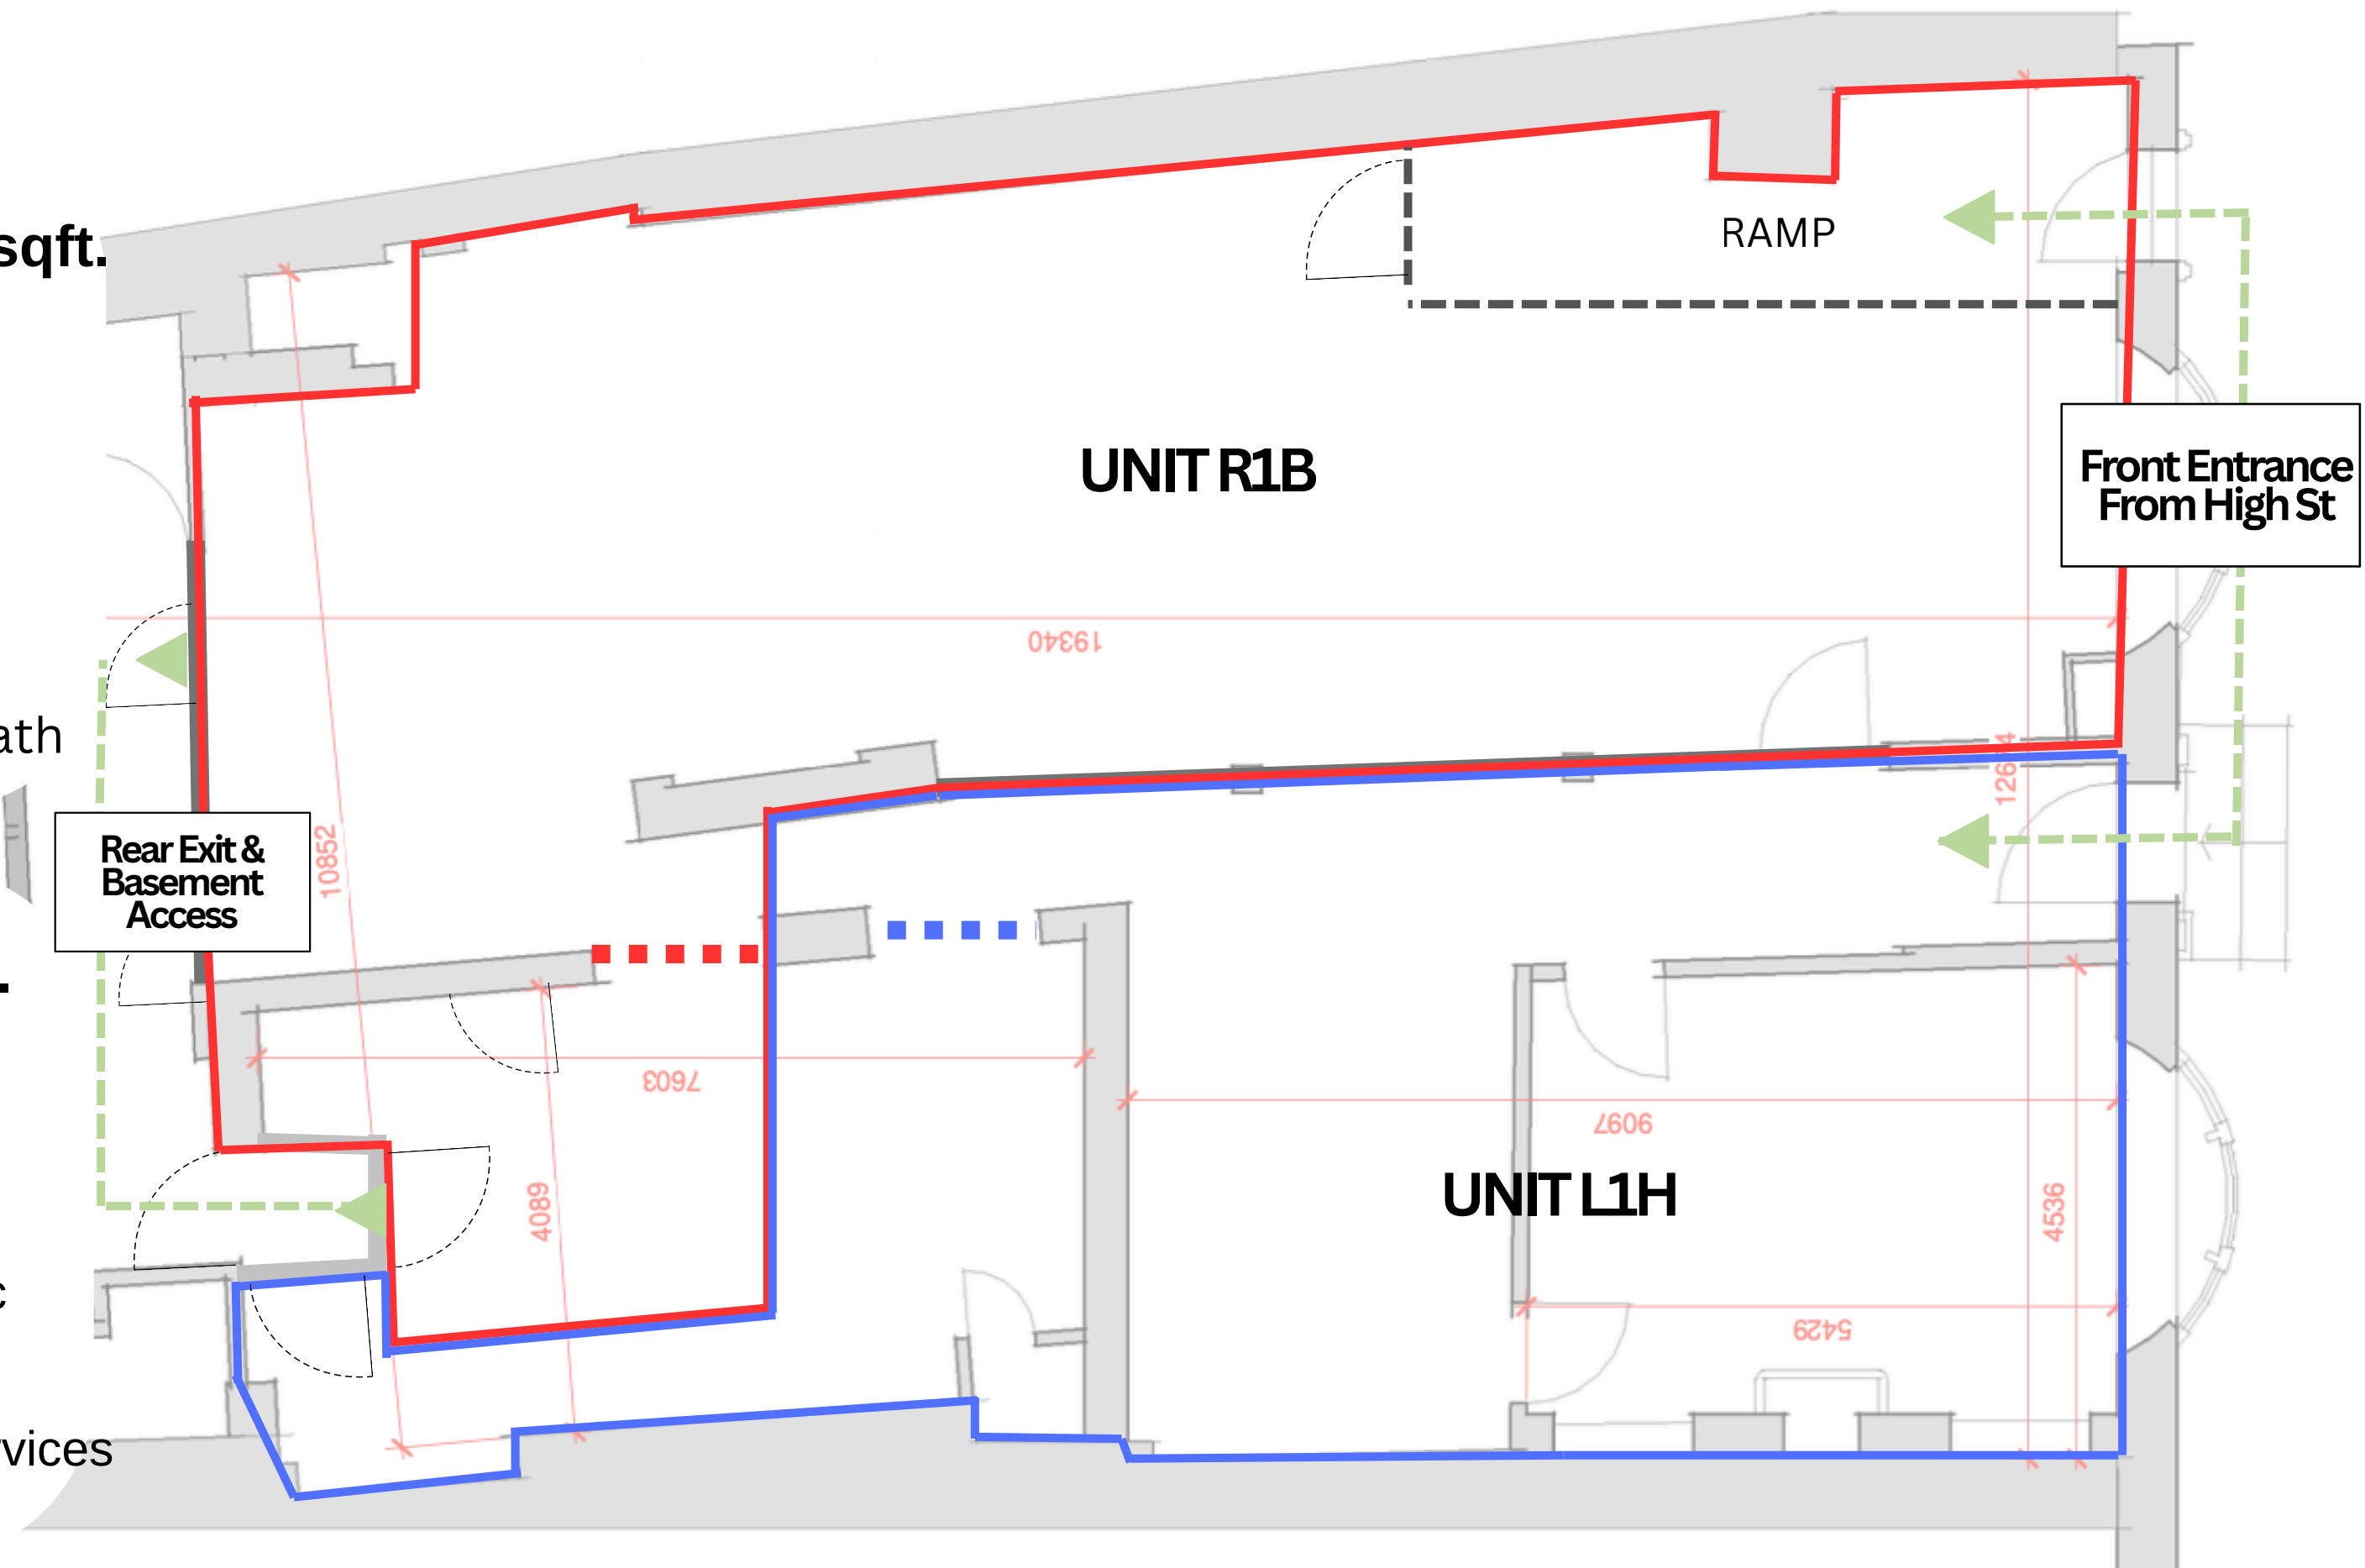 sqft.
RAMP
UNIT R1B
Front Entrance
From High St
19340
ath
Rear Exit &
Basement
Access
10852
7603
9097
UNIT L1H
4089
4536
5429
vices